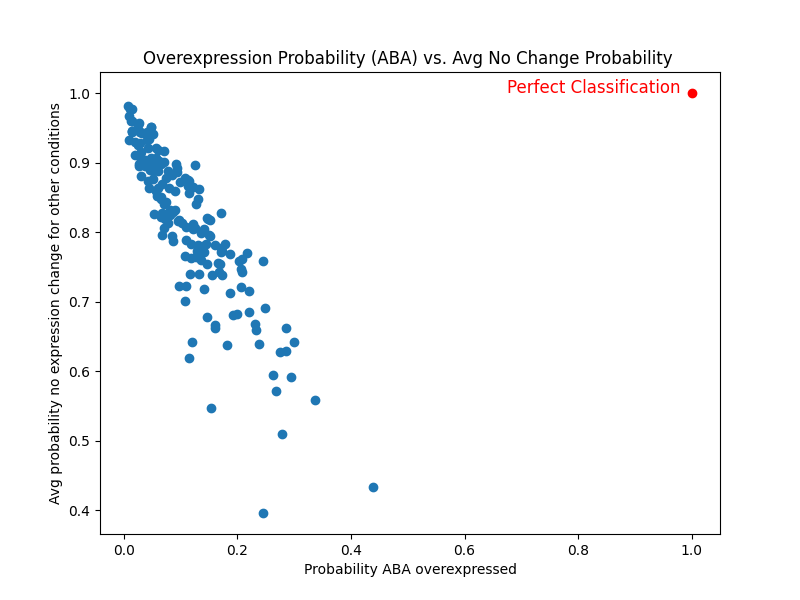 Overexpression Probability (ABA) vs. Avg No Change Probability
Perfect Classification
Avg probability no expression change for other conditions
1.0
0.9
0.8
0.7
0.6
0.5
0.4
0.0 0.2 0.4 0.6 0.8 1.0
Probability ABA overexpressed